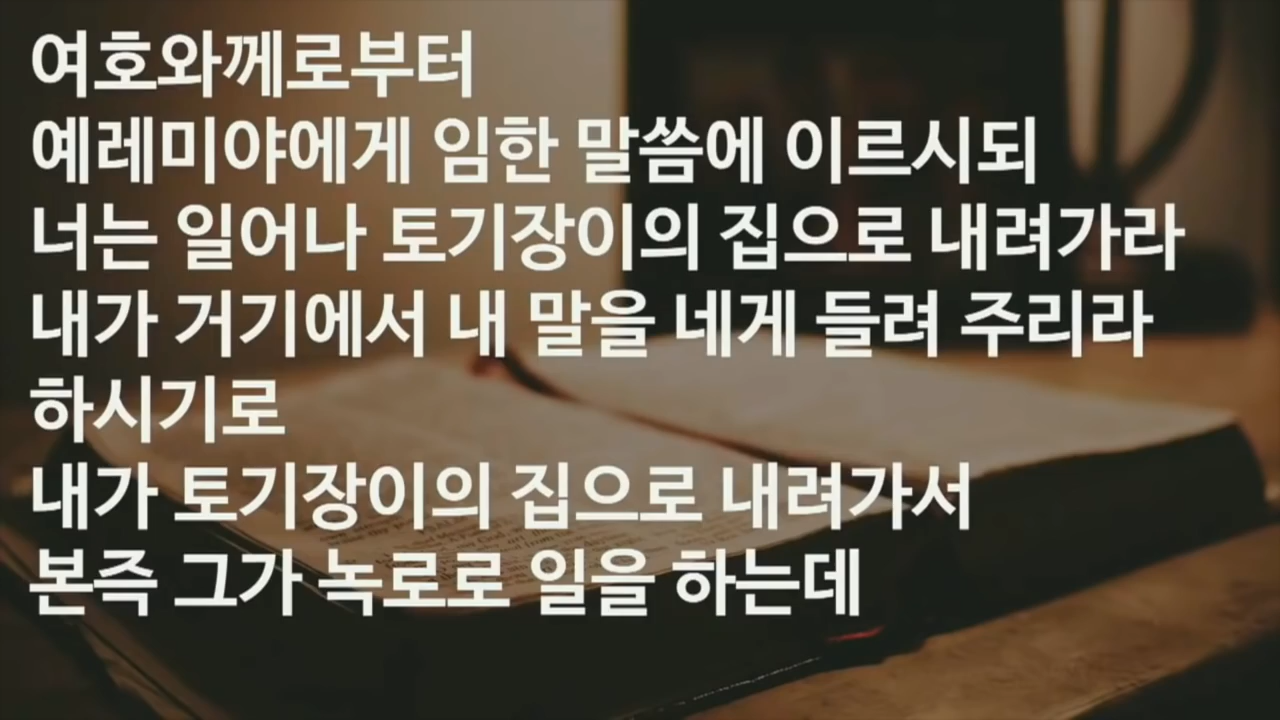 여호와께로부터
예레미야에게 임한 말씀에 이르시되
너는 일어나 토기장이의 집으로 내려가라
내가 거기에서 내 말을 네게 들려 주리라
하시기로
내가 토기장이의 집으로 내려가서
본즉 그가 녹로로 일을 하는데